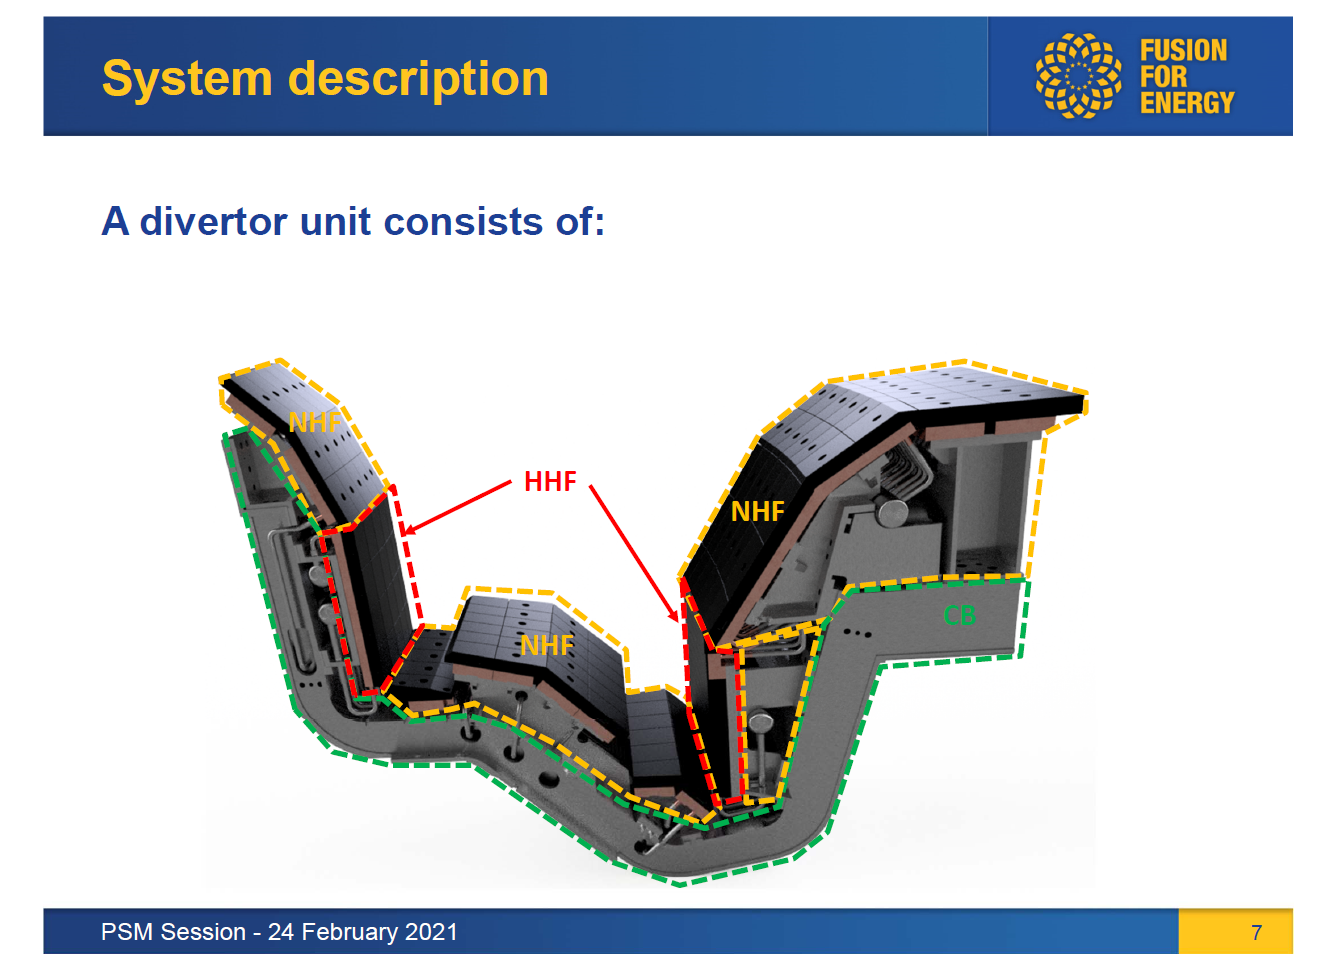 System description
FUSION
FOR
ENERGY
A divertor unit consists of:
NHF
HHF
NHF
NHF
CB
PSM Session - 24 February 2021
7